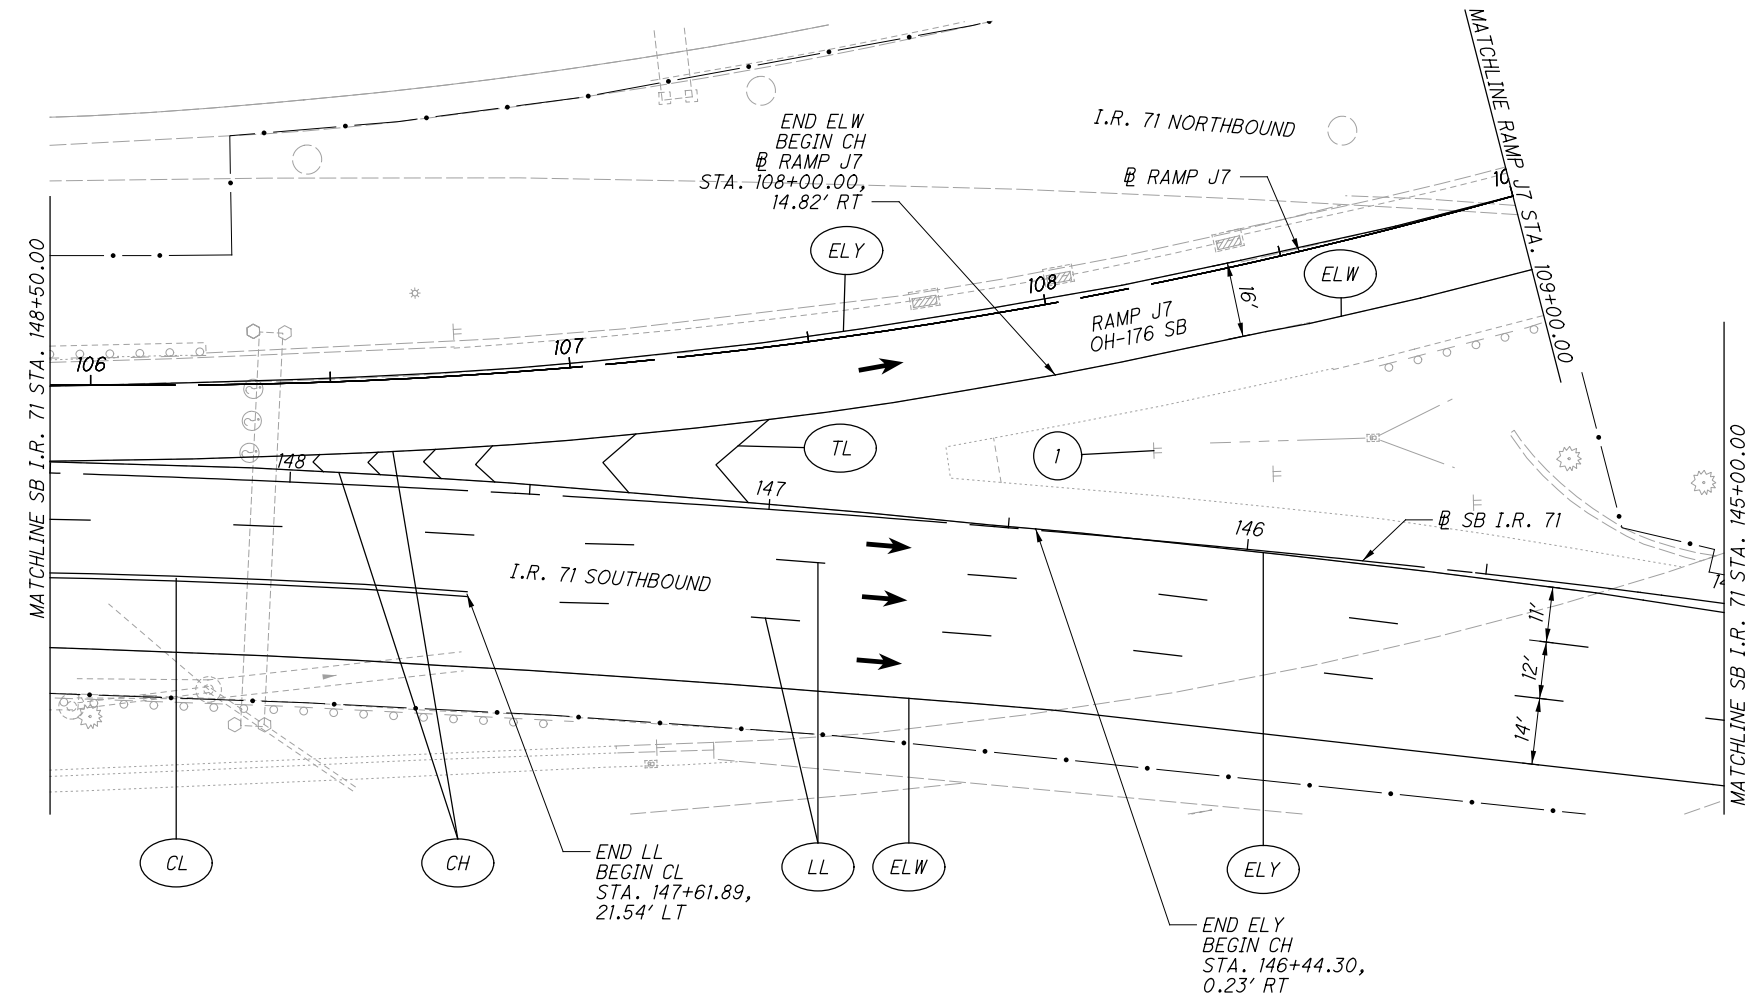 END ELW
BEGIN CH
℄ RAMP J7
STA. 108+00.00,
14.82' RT
I.R. 71 NORTHBOUND
℄ RAMP J7
MATCHLINE RAMP J7 STA. 109+00.00
10
ELY
ELW
108
16'
RAMP J7
OH-176 SB
107
106
MATCHLINE SB I.R. 71 STA. 148+50.00
148
TL
1
147
146
℄ SB I.R. 71
I.R. 71 SOUTHBOUND
14
11'
12'
14'
MATCHLINE SB I.R. 71 STA. 145+00.00
CL
CH
END LL
BEGIN CL
STA. 147+61.89,
21.54' LT
LL
ELW
ELY
END ELY
BEGIN CH
STA. 146+44.30,
0.23' RT